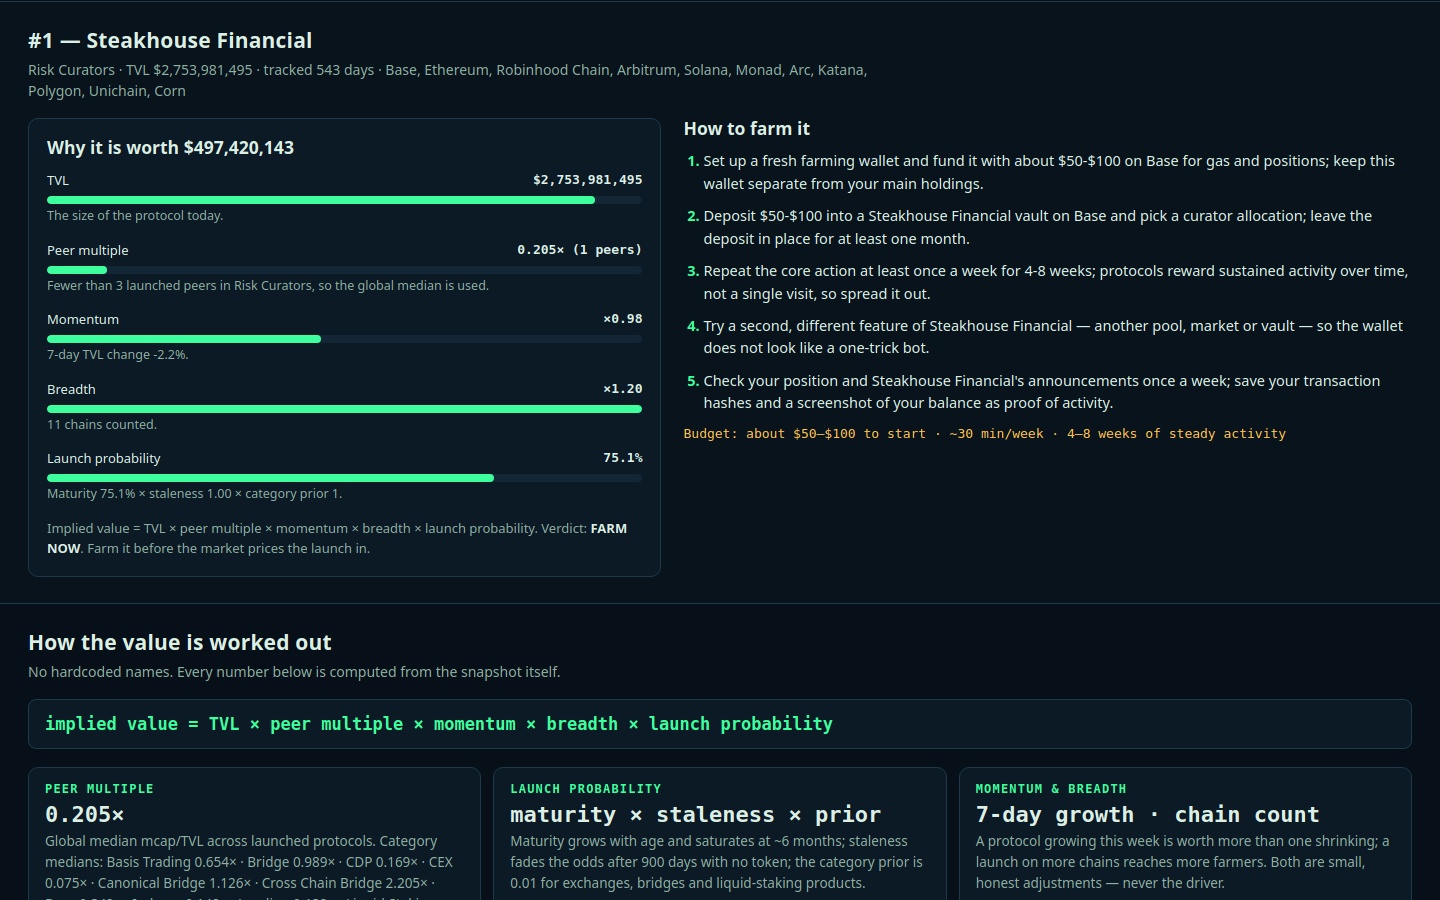 #1 — Steakhouse Financial
Risk Curators · TVL $2,753,981,495 · tracked 543 days · Base, Ethereum, Robinhood Chain, Arbitrum, Solana, Monad, Arc, Katana,
Polygon, Unichain, Corn
Why it is worth $497,420,143
TVL $2,753,981,495
The size of the protocol today.
Peer multiple 0.205× (1 peers)
Fewer than 3 launched peers in Risk Curators, so the global median is used.
Momentum ×0.98
7-day TVL change -2.2%.
Breadth ×1.20
11 chains counted.
Launch probability 75.1%
Maturity 75.1% × staleness 1.00 × category prior 1.
Implied value = TVL × peer multiple × momentum × breadth × launch probability. Verdict: FARM
NOW. Farm it before the market prices the launch in.
How to farm it
1. Set up a fresh farming wallet and fund it with about $50-$100 on Base for gas and positions; keep this
wallet separate from your main holdings.
2. Deposit $50-$100 into a Steakhouse Financial vault on Base and pick a curator allocation; leave the
deposit in place for at least one month.
3. Repeat the core action at least once a week for 4-8 weeks; protocols reward sustained activity over time,
not a single visit, so spread it out.
4. Try a second, different feature of Steakhouse Financial — another pool, market or vault — so the wallet
does not look like a one-trick bot.
5. Check your position and Steakhouse Financial's announcements once a week; save your transaction
hashes and a screenshot of your balance as proof of activity.
Budget: about $50–$100 to start · ~30 min/week · 4–8 weeks of steady activity
How the value is worked out
No hardcoded names. Every number below is computed from the snapshot itself.
implied value = TVL × peer multiple × momentum × breadth × launch probability
PEER MULTIPLE
0.205×
Global median mcap/TVL across launched protocols. Category
medians: Basis Trading 0.654× · Bridge 0.989× · CDP 0.169× · CEX
0.075× · Canonical Bridge 1.126× · Cross Chain Bridge 2.205× ·
LAUNCH PROBABILITY
maturity × staleness × prior
Maturity grows with age and saturates at ~6 months; staleness
fades the odds after 900 days with no token; the category prior is
0.01 for exchanges, bridges and liquid-staking products.
MOMENTUM & BREADTH
7-day growth · chain count
A protocol growing this week is worth more than one shrinking; a
launch on more chains reaches more farmers. Both are small,
honest adjustments — never the driver.